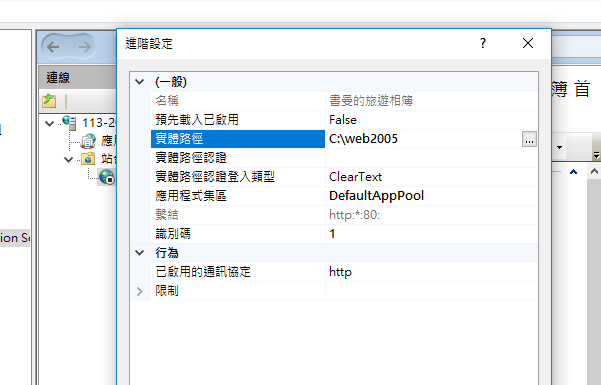 進階設定
?
連線
簿 首
113-20
應用
站台
ion Se
(一般)
名稱 書曼的旅遊相簿
預先載入已啟用 False
實體路徑 C:\web2005 ...
實體路徑認證
實體路徑認證登入類型 ClearText
應用程式集區 DefaultAppPool
繫結 http:*:80:
識別碼 1
行為
已啟用的通訊協定 http
限制